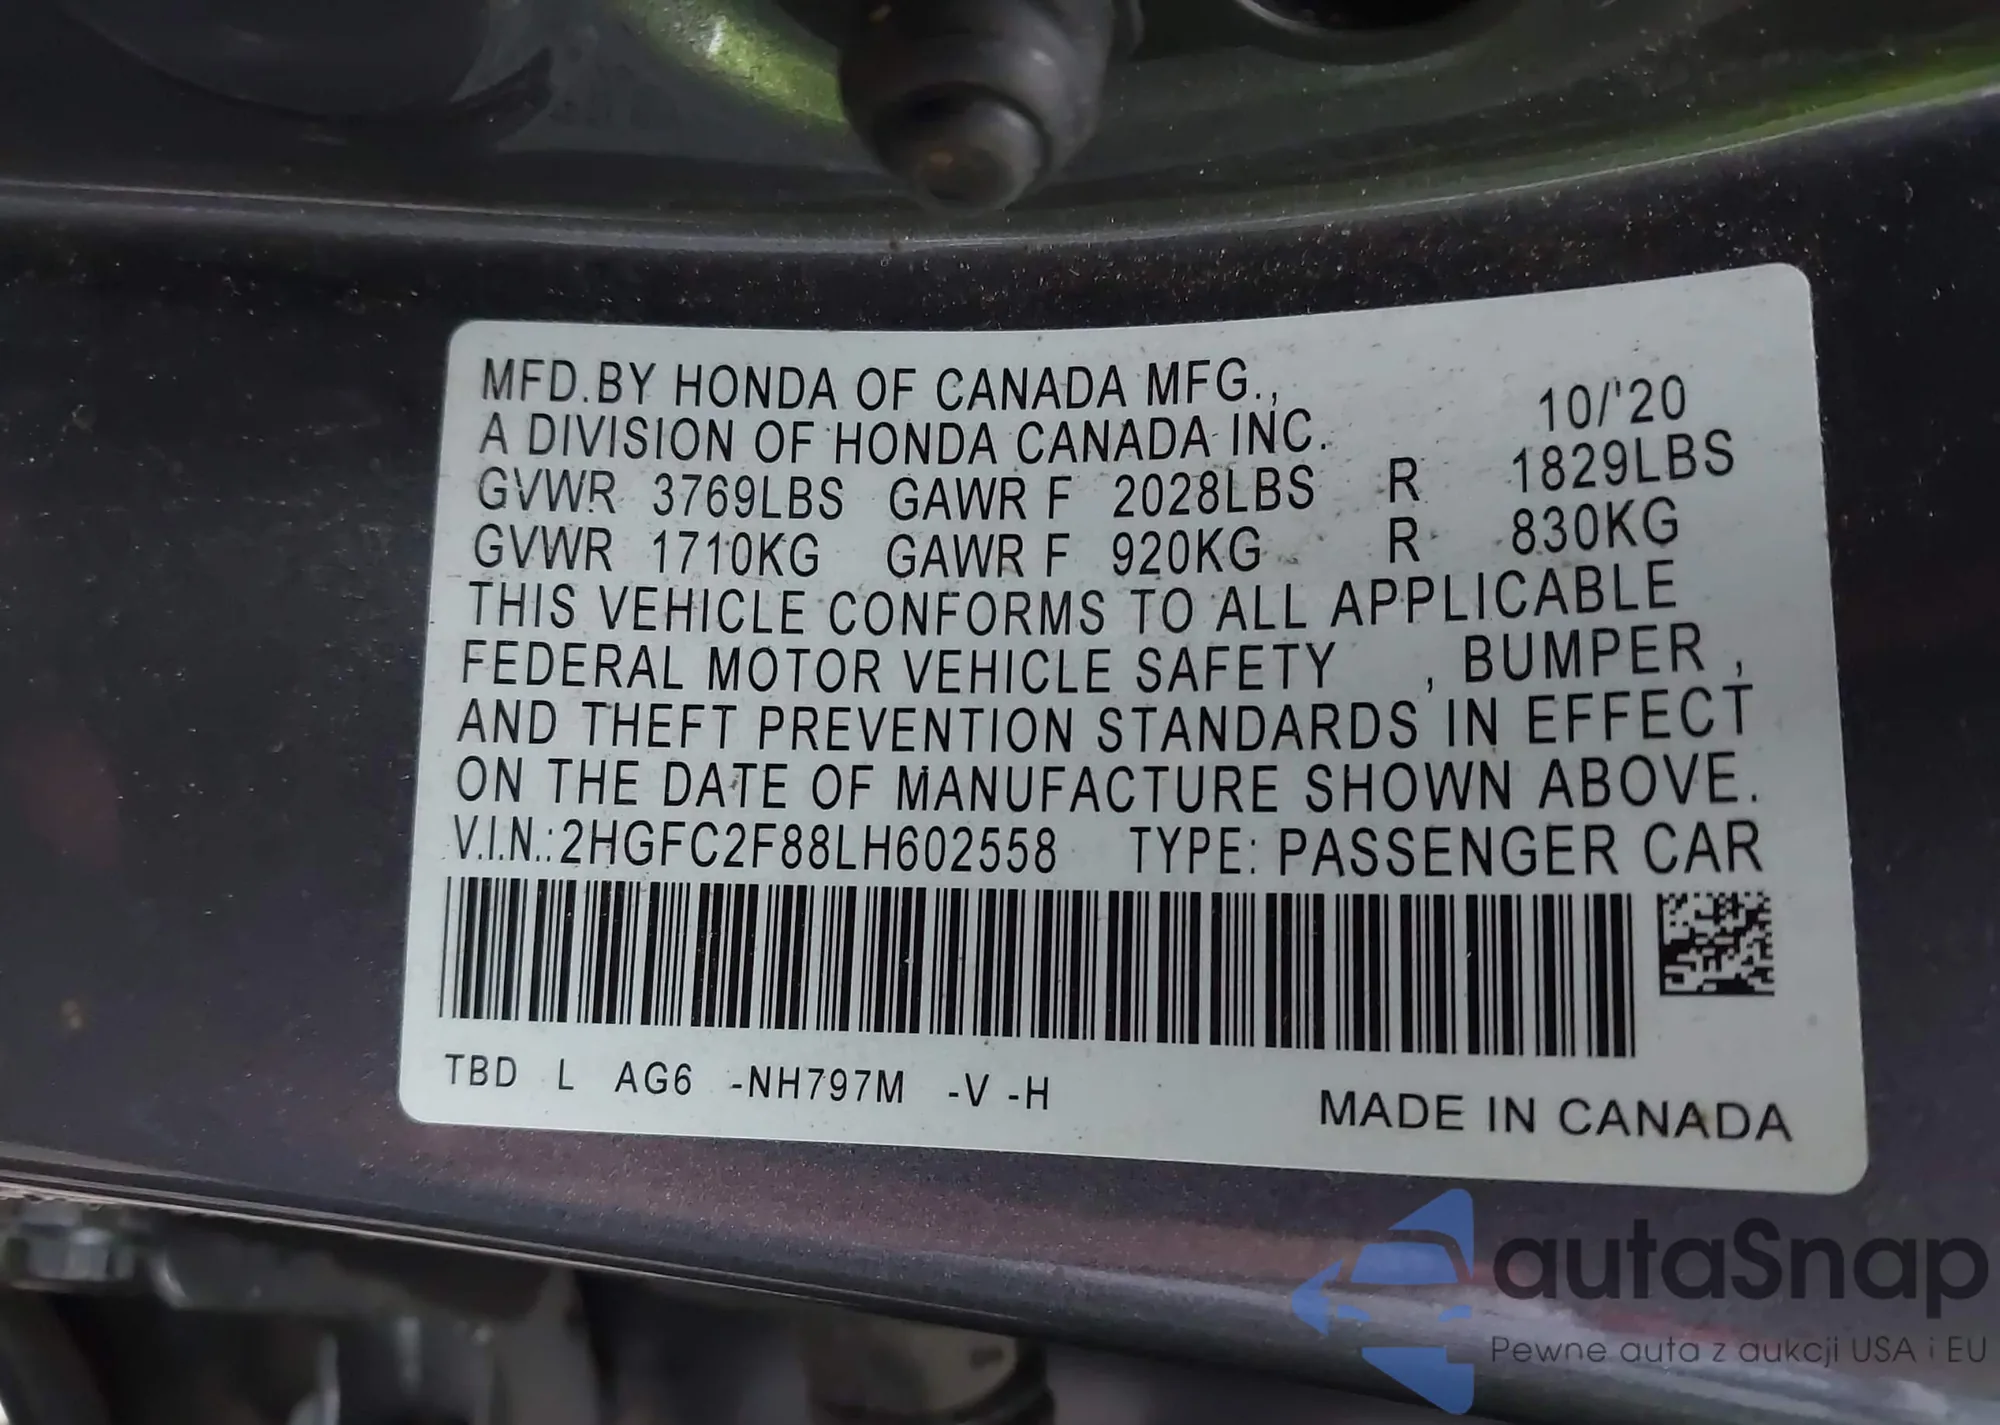 MFD.BY HONDA OF CANADA MFG., 10/'20
A DIVISION OF HONDA CANADA INC.
GVWR 3769LBS GAWR F 2028LBS R 1829LBS
GVWR 1710KG GAWR F 920KG R 830KG
THIS VEHICLE CONFORMS TO ALL APPLICABLE
FEDERAL MOTOR VEHICLE SAFETY , BUMPER ,
AND THEFT PREVENTION STANDARDS IN EFFECT
ON THE DATE OF MANUFACTURE SHOWN ABOVE.
V.I.N.: 2HGFC2F88LH602558 TYPE: PASSENGER CAR
TBD L AG6 -NH797M -V -H
MADE IN CANADA
autaSnap
Pewne auta z aukcji USA i EU